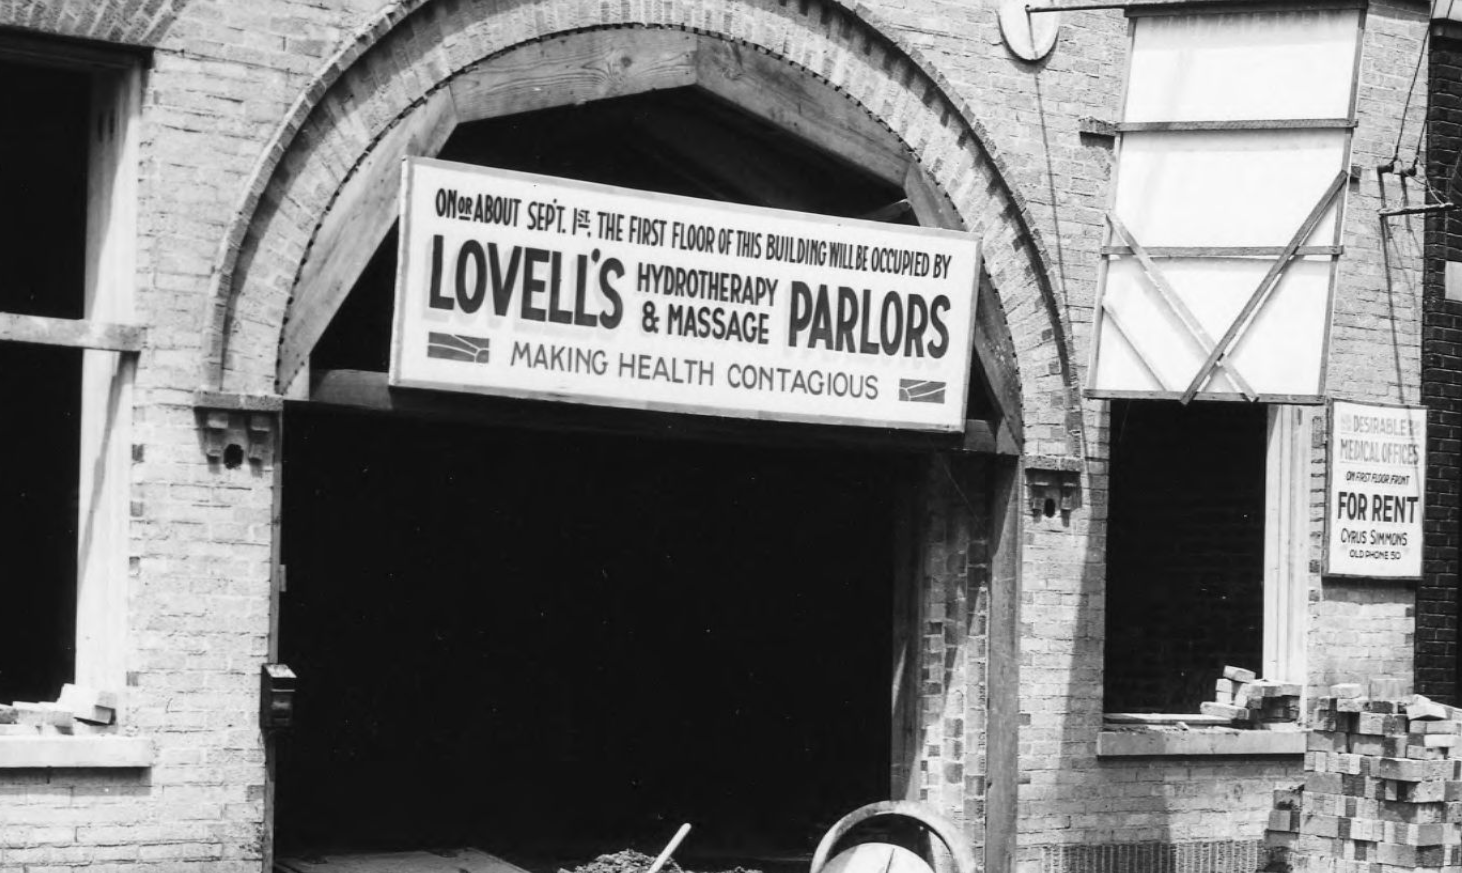 ON OR ABOUT SEP'T. 1ST, THE FIRST FLOOR OF THIS BUILDING WILL BE OCCUPIED BY
LOVELL'S HYDROTHERAPY & MASSAGE PARLORS
MAKING HEALTH CONTAGIOUS
DESIRABLE
MEDICAL OFFICES
ON FIRST FLOOR FRONT
FOR RENT
CYRUS SIMMONS
OLD PHONE 50